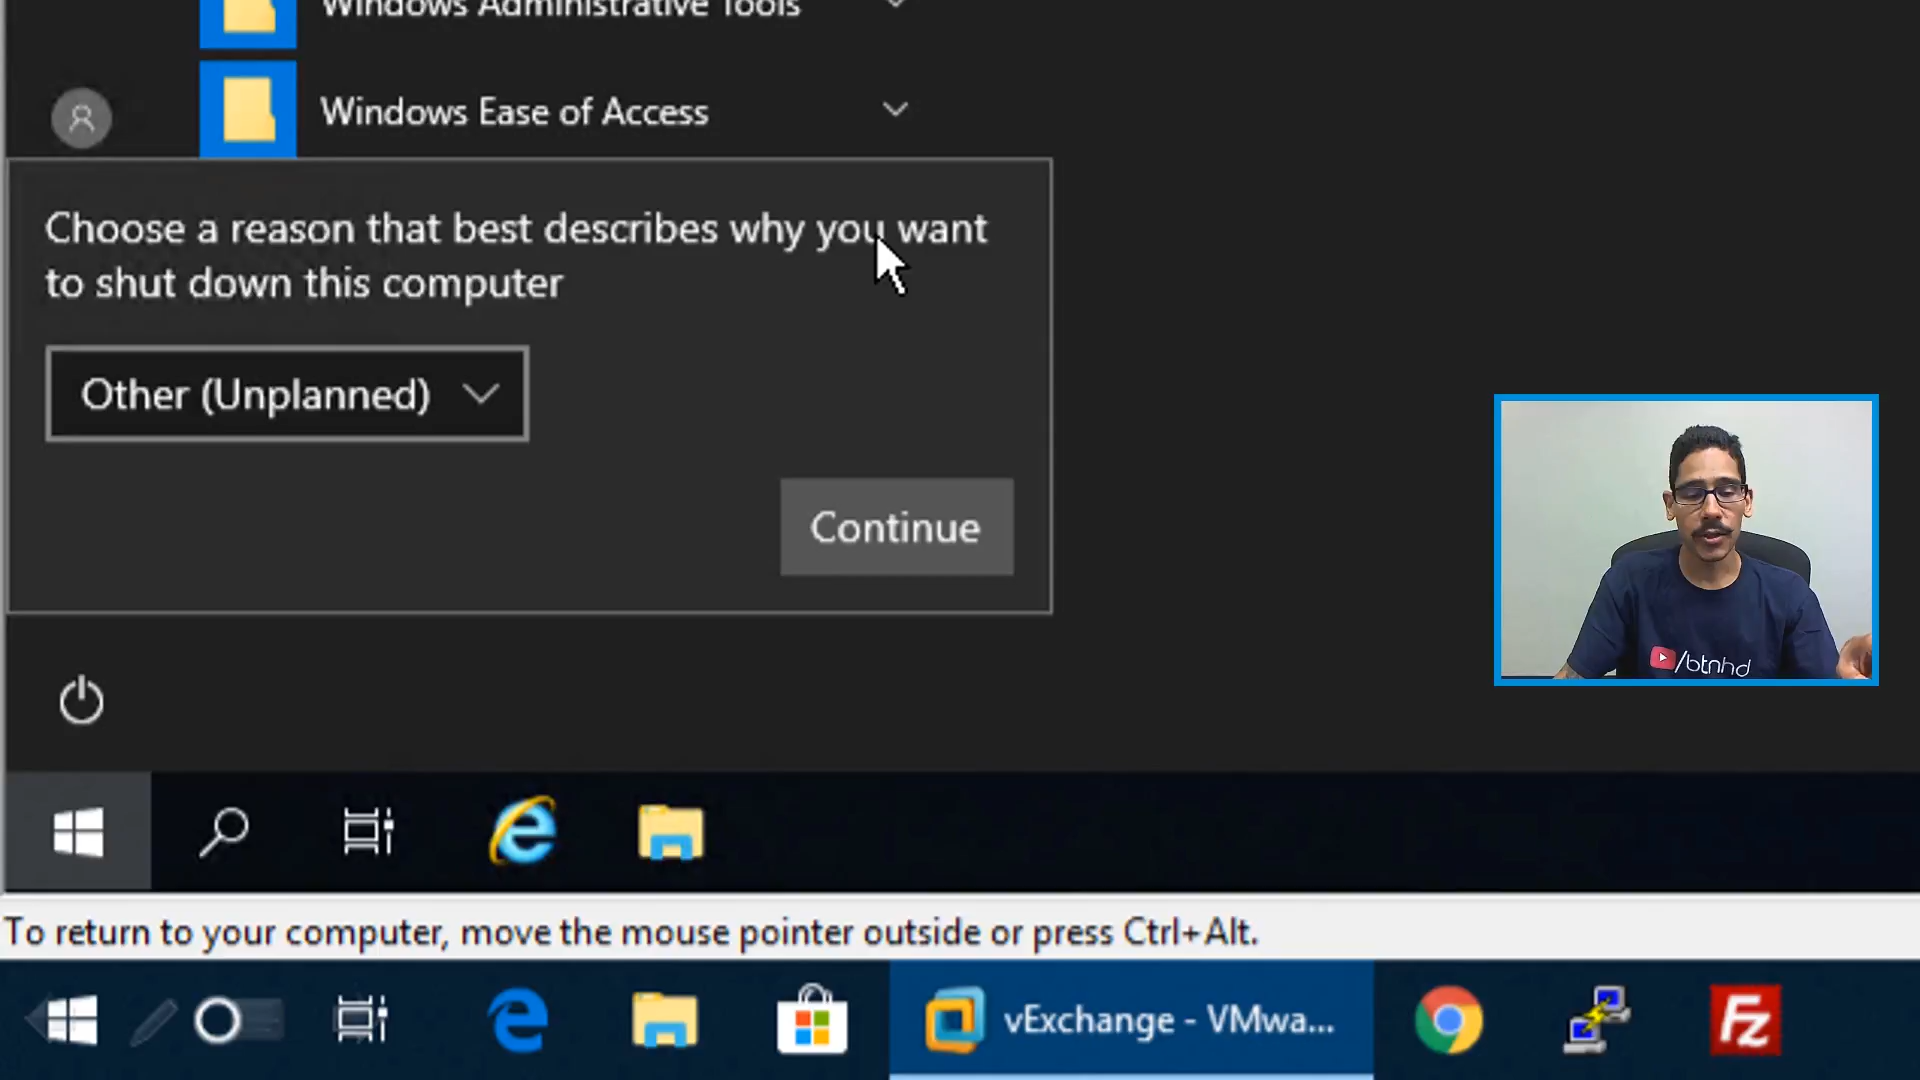 Windows Administrative Tools
Windows Ease of Access
Choose a reason that best describes why you want
to shut down this computer
Other (Unplanned)
Continue
/btnhd
To return to your computer, move the mouse pointer outside or press Ctrl+Alt.
vExchange - VMwa...
Fz